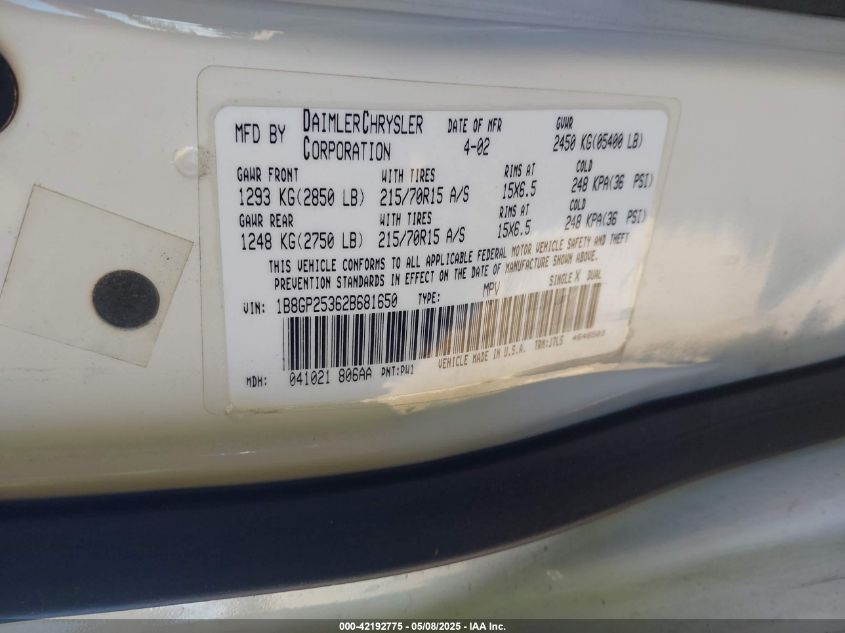 MFD BY DAIMLERCHRYSLER CORPORATION DATE OF MFR 4-02 GVWR 2450 KG(05400 LB)
GAWR FRONT WITH TIRES RIMS AT COLD
1293 KG(2850 LB) 215/70R15 A/S 15X6.5 248 KPA(36 PSI)
GAWR REAR WITH TIRES RIMS AT COLD
1248 KG(2750 LB) 215/70R15 A/S 15X6.5 248 KPA(36 PSI)
THIS VEHICLE CONFORMS TO ALL APPLICABLE FEDERAL MOTOR VEHICLE SAFETY AND THEFT
PREVENTION STANDARDS IN EFFECT ON THE DATE OF MANUFACTURE SHOWN ABOVE.
VIN: 1B8GP25362B681650 TYPE: MPV SINGLE X DUAL
VEHICLE MADE IN U.S.A. TRM:J7L5
MDH: 041021 806AA PNT:PW1
000-42192775 - 05/08/2025 - IAA Inc.